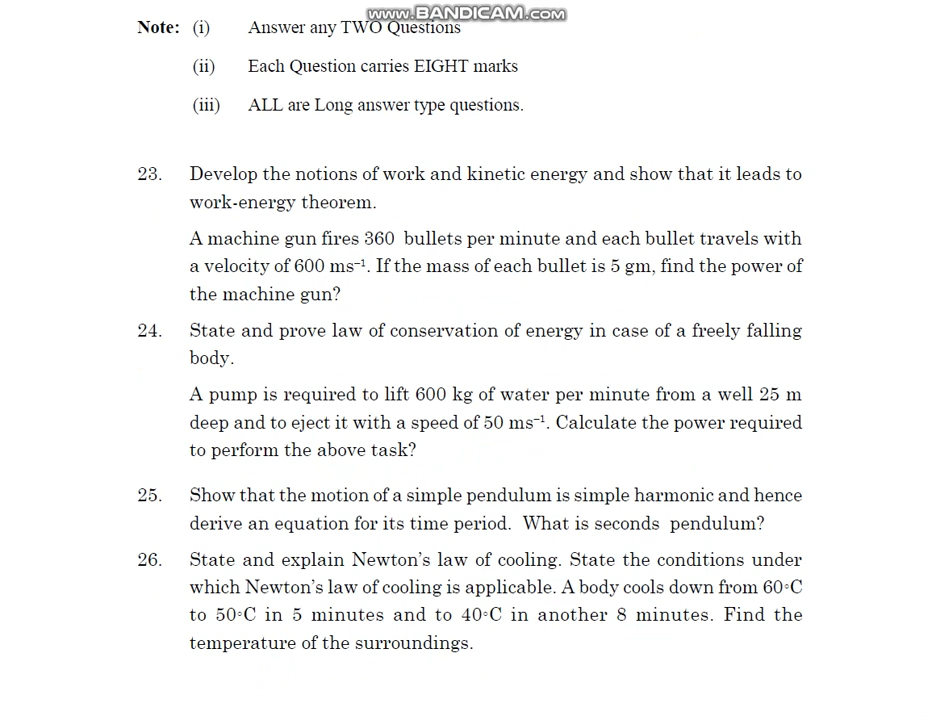 www.BANDICAM.com
Note: (i) Answer any TWO Questions
(ii) Each Question carries EIGHT marks
(iii) ALL are Long answer type questions.
23. Develop the notions of work and kinetic energy and show that it leads to
work-energy theorem.
A machine gun fires 360 bullets per minute and each bullet travels with
a velocity of 600 ms⁻¹. If the mass of each bullet is 5 gm, find the power of
the machine gun?
24. State and prove law of conservation of energy in case of a freely falling
body.
A pump is required to lift 600 kg of water per minute from a well 25 m
deep and to eject it with a speed of 50 ms⁻¹. Calculate the power required
to perform the above task?
25. Show that the motion of a simple pendulum is simple harmonic and hence
derive an equation for its time period. What is seconds pendulum?
26. State and explain Newton's law of cooling. State the conditions under
which Newton's law of cooling is applicable. A body cools down from 60◦C
to 50◦C in 5 minutes and to 40◦C in another 8 minutes. Find the
temperature of the surroundings.